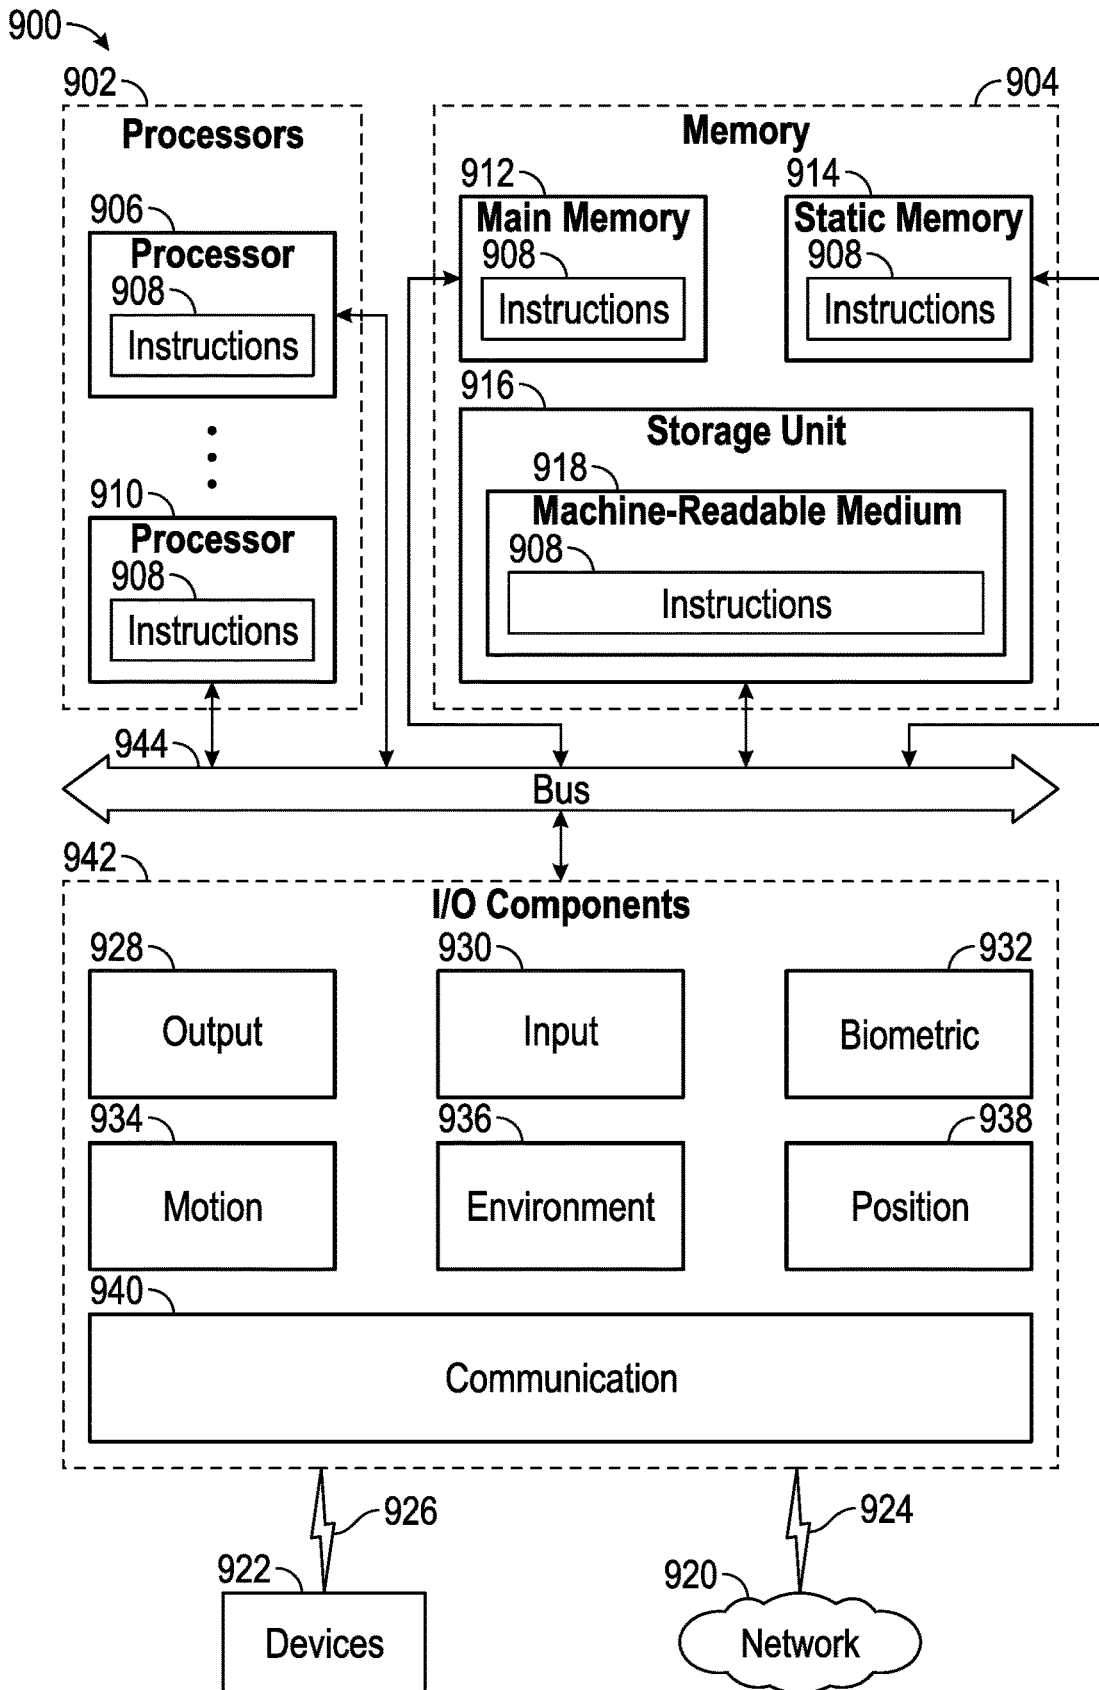 900
902
Processors
906
Processor
908
Instructions
910
Processor
908
Instructions
904
Memory
912
Main Memory
908
Instructions
914
Static Memory
908
Instructions
916
Storage Unit
918
Machine-Readable Medium
908
Instructions
944
Bus
942
I/O Components
928
Output
930
Input
932
Biometric
934
Motion
936
Environment
938
Position
940
Communication
926
924
922
Devices
920
Network